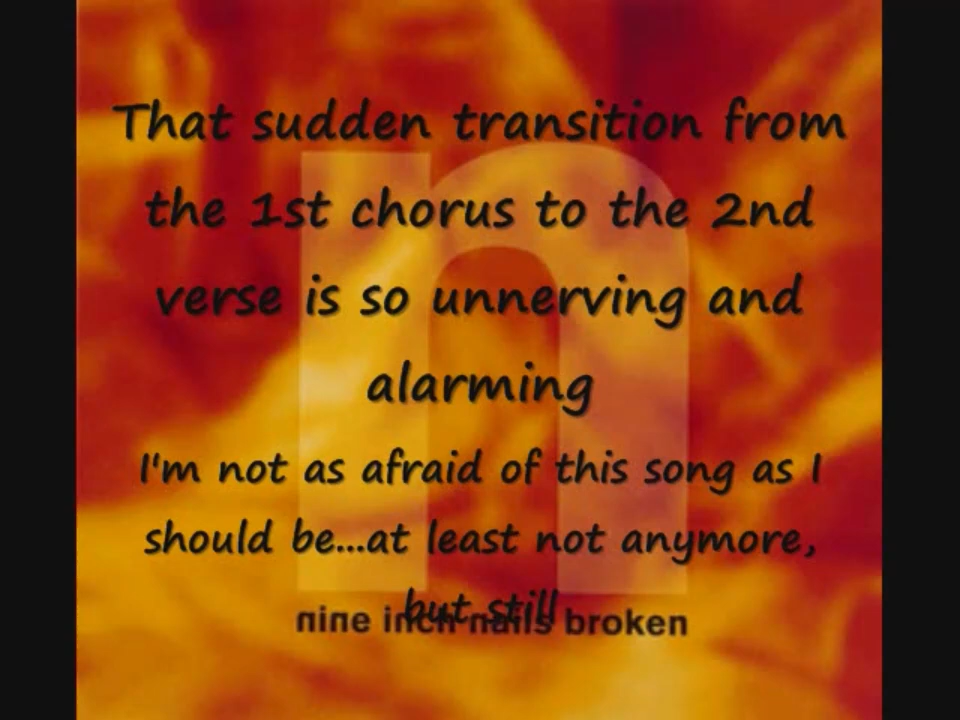 That sudden transition from
the 1st chorus to the 2nd
verse is so unnerving and
alarming
I'm not as afraid of this song as I
should be...at least not anymore,
but still
nine inch nails broken